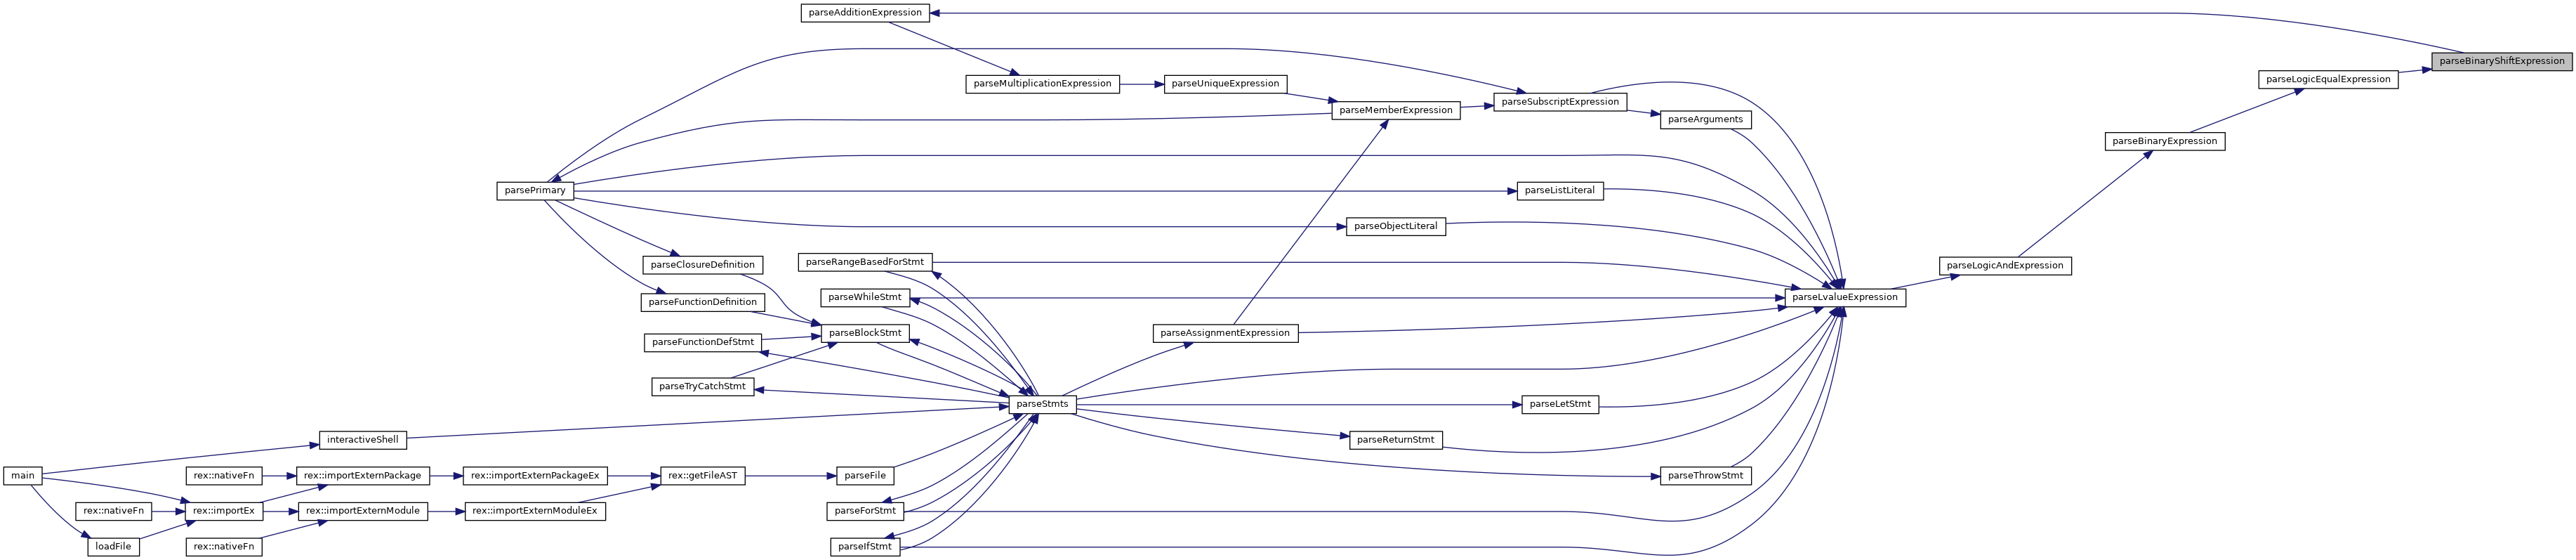 parseAdditionExpression
parseBinaryShiftExpression
parseLogicEqualExpression
parseMultiplicationExpression
parseUniqueExpression
parseSubscriptExpression
parseMemberExpression
parseArguments
parseBinaryExpression
parsePrimary
parseListLiteral
parseObjectLiteral
parseRangeBasedForStmt
parseClosureDefinition
parseLogicAndExpression
parseWhileStmt
parseLvalueExpression
parseFunctionDefinition
parseBlockStmt
parseAssignmentExpression
parseFunctionDefStmt
parseTryCatchStmt
parseStmts
parseLetStmt
interactiveShell
parseReturnStmt
main
rex::nativeFn
rex::importExternPackage
rex::importExternPackageEx
rex::getFileAST
parseFile
parseThrowStmt
rex::nativeFn
rex::importEx
rex::importExternModule
rex::importExternModuleEx
parseForStmt
loadFile
rex::nativeFn
parseIfStmt